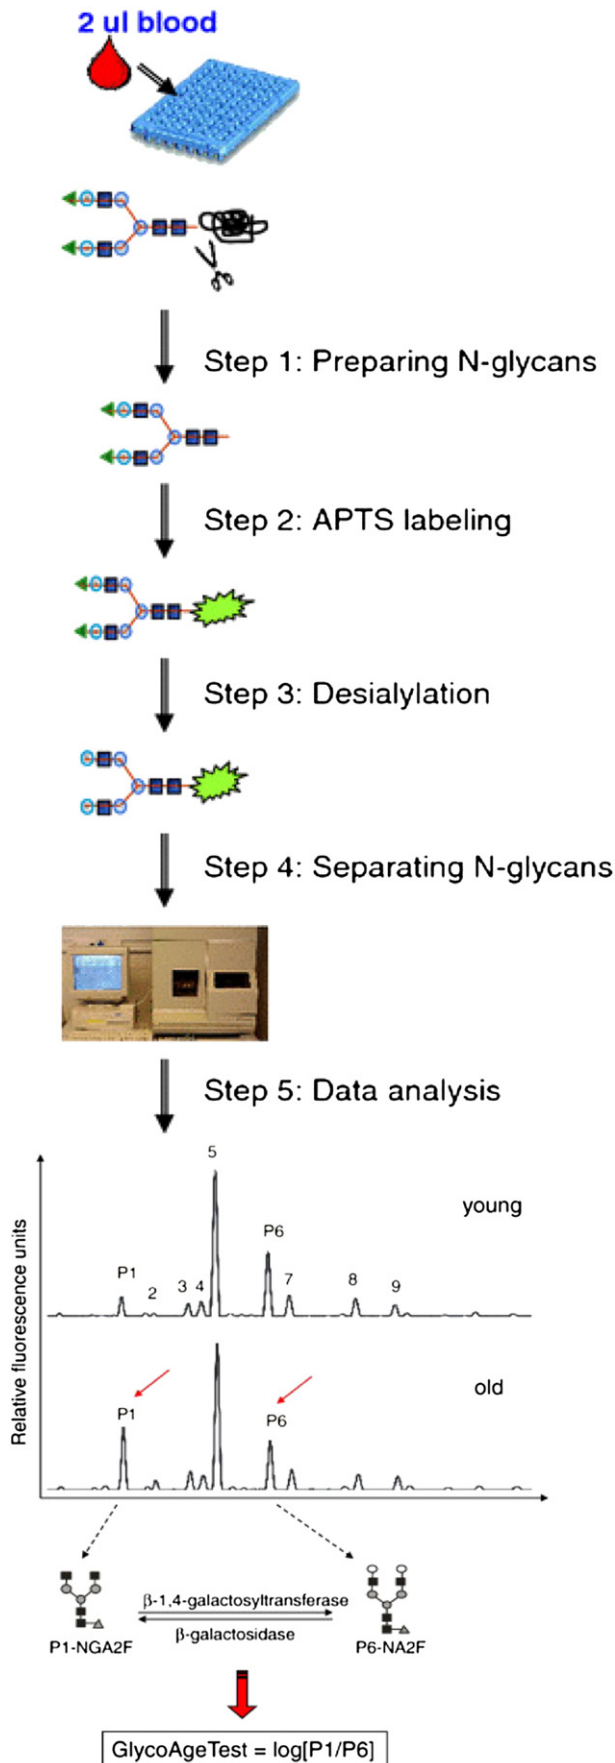 2 ul blood
Step 1: Preparing N-glycans
Step 2: APTS labeling
Step 3: Desialylation
Step 4: Separating N-glycans
Step 5: Data analysis
Relative fluorescence units
5
young
P1
2
3
4
P6
7
8
9
old
P1
P6
β-1,4-galactosyltransferase
β-galactosidase
P1-NGA2F
P6-NA2F
GlycoAgeTest = log[P1/P6]